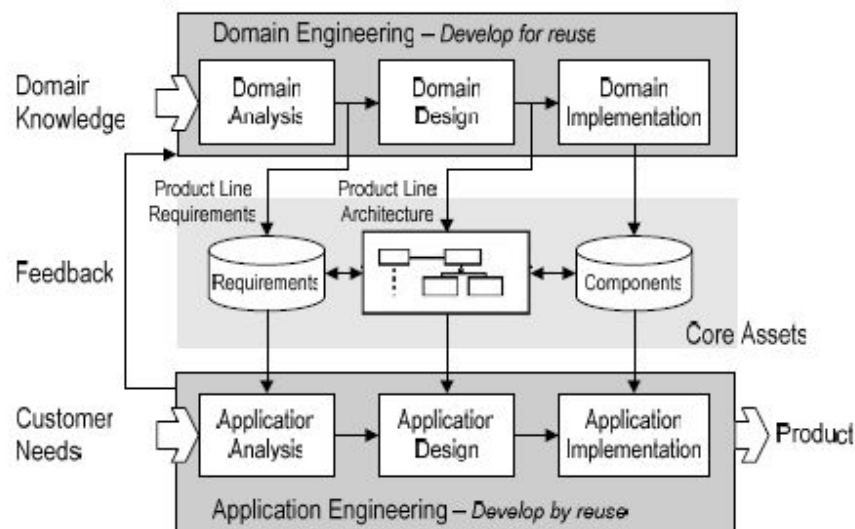 Domain Engineering – Develop for reuse
Domain
Knowledge
Domain
Analysis
Domain
Design
Domain
Implementation
Product Line
Requirements
Product Line
Architecture
Feedback
Requirements
Components
Core Assets
Customer
Needs
Application
Analysis
Application
Design
Application
Implementation
Product
Application Engineering – Develop by reuse